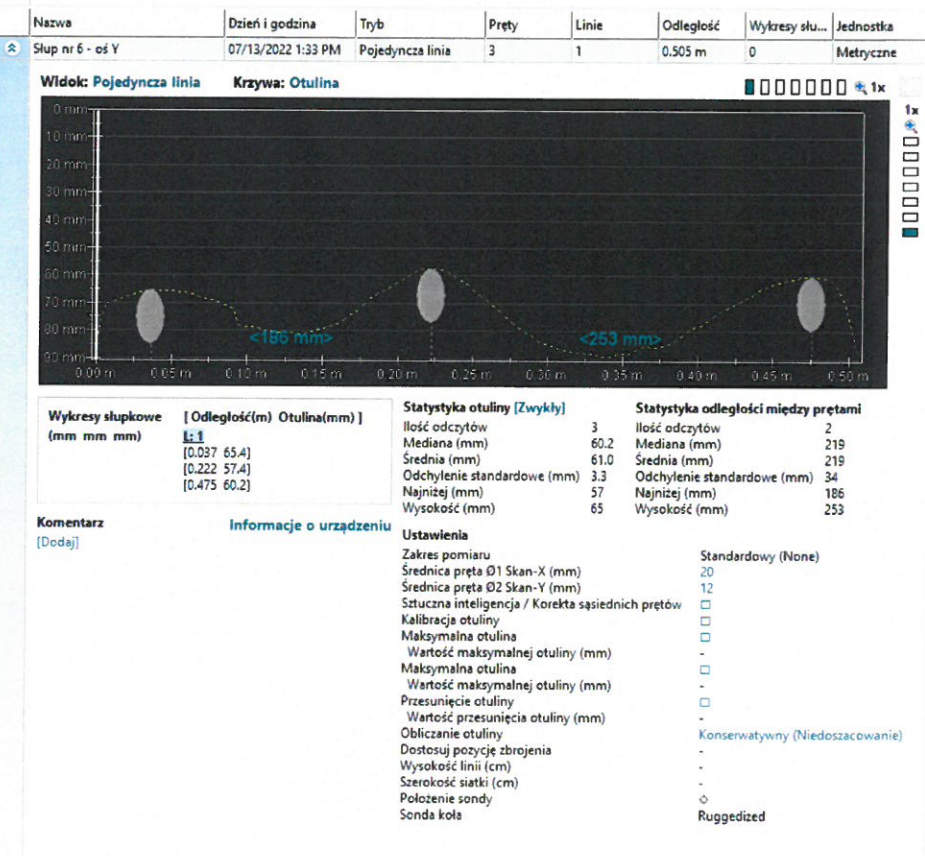 Nazwa Dzień i godzina Tryb Pręty Linie Odległość Wykresy słu... Jednostka
Słup nr 6 - oś Y 07/13/2022 1:33 PM Pojedyncza linia 3 1 0.505 m 0 Metryczne
Widok: Pojedyncza linia Krzywa: Otulina 1x
1x
0 mm
10 mm
20 mm
30 mm
40 mm
50 mm
60 mm
70 mm
80 mm
90 mm
<186 mm> <253 mm>
0.00 m 0.05 m 0.10 m 0.15 m 0.20 m 0.25 m 0.30 m 0.35 m 0.40 m 0.45 m 0.50 m
Wykresy słupkowe [ Odległość(m) Otulina(mm) ]
(mm mm mm) L: 1
[0.037 65.4]
[0.222 57.4]
[0.475 60.2]
Statystyka otuliny [Zwykły]
Ilość odczytów 3
Mediana (mm) 60.2
Średnia (mm) 61.0
Odchylenie standardowe (mm) 3.3
Najniżej (mm) 57
Wysokość (mm) 65
Statystyka odległości między prętami
Ilość odczytów 2
Mediana (mm) 219
Średnia (mm) 219
Odchylenie standardowe (mm) 34
Najniżej (mm) 186
Wysokość (mm) 253
Komentarz Informacje o urządzeniu
[Dodaj]
Ustawienia
Zakres pomiaru Standardowy (None)
Średnica pręta Ø1 Skan-X (mm) 20
Średnica pręta Ø2 Skan-Y (mm) 12
Sztuczna inteligencja / Korekta sąsiednich prętów
Kalibracja otuliny
Maksymalna otulina
Wartość maksymalnej otuliny (mm) -
Maksymalna otulina
Wartość maksymalnej otuliny (mm) -
Przesunięcie otuliny
Wartość przesunięcia otuliny (mm) -
Obliczanie otuliny Konserwatywny (Niedoszacowanie)
Dostosuj pozycję zbrojenia -
Wysokość linii (cm) -
Szerokość siatki (cm) -
Położenie sondy
Sonda koła Ruggedized